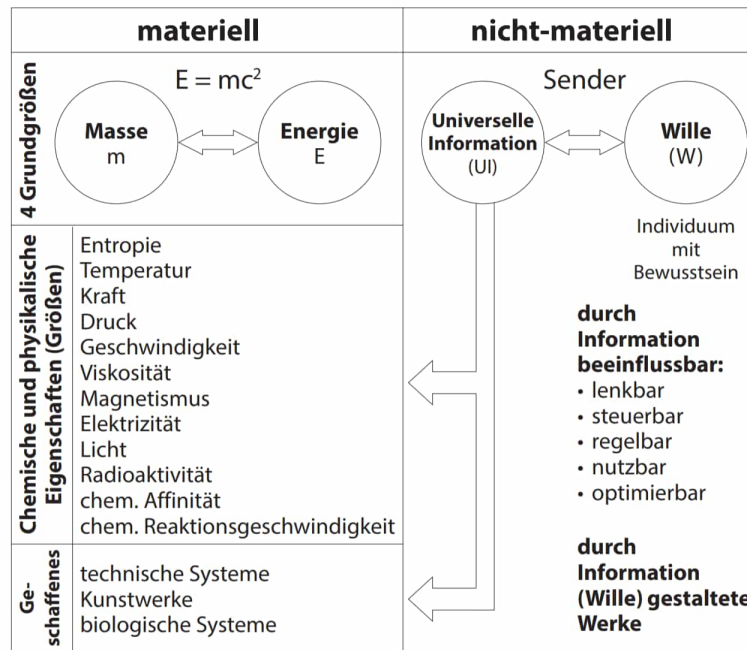 materiell
nicht-materiell
4 Grundgrößen
E = mc²
Masse
m
Energie
E
Sender
Universelle
Information
(UI)
Wille
(W)
Individuum
mit
Bewusstsein
Chemische und physikalische
Eigenschaften (Größen)
Entropie
Temperatur
Kraft
Druck
Geschwindigkeit
Viskosität
Magnetismus
Elektrizität
Licht
Radioaktivität
chem. Affinität
chem. Reaktionsgeschwindigkeit
durch
Information
beeinflussbar:
• lenkbar
• steuerbar
• regelbar
• nutzbar
• optimierbar
Ge-
schaffenes
technische Systeme
Kunstwerke
biologische Systeme
durch
Information
(Wille) gestaltete
Werke